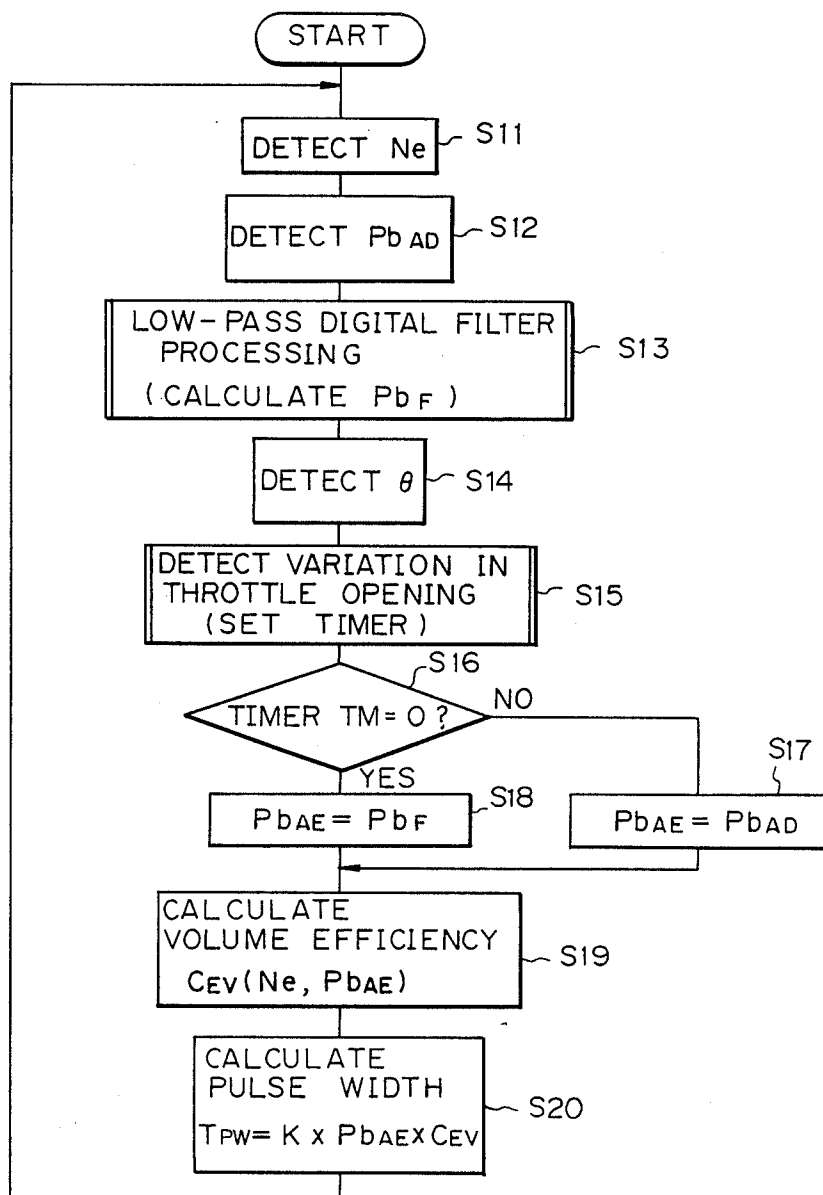 START
DETECT Ne
S11
DETECT PbAD
S12
LOW-PASS DIGITAL FILTER
PROCESSING
(CALCULATE PbF)
S13
DETECT θ
S14
DETECT VARIATION IN
THROTTLE OPENING
(SET TIMER)
S15
S16
TIMER TM=0?
NO
YES
S17
S18
PbAE=PbF
PbAE=PbAD
CALCULATE
VOLUME EFFICIENCY
CEV(Ne, PbAE)
S19
CALCULATE
PULSE WIDTH
TPW=K x PbAE x CEV
S20